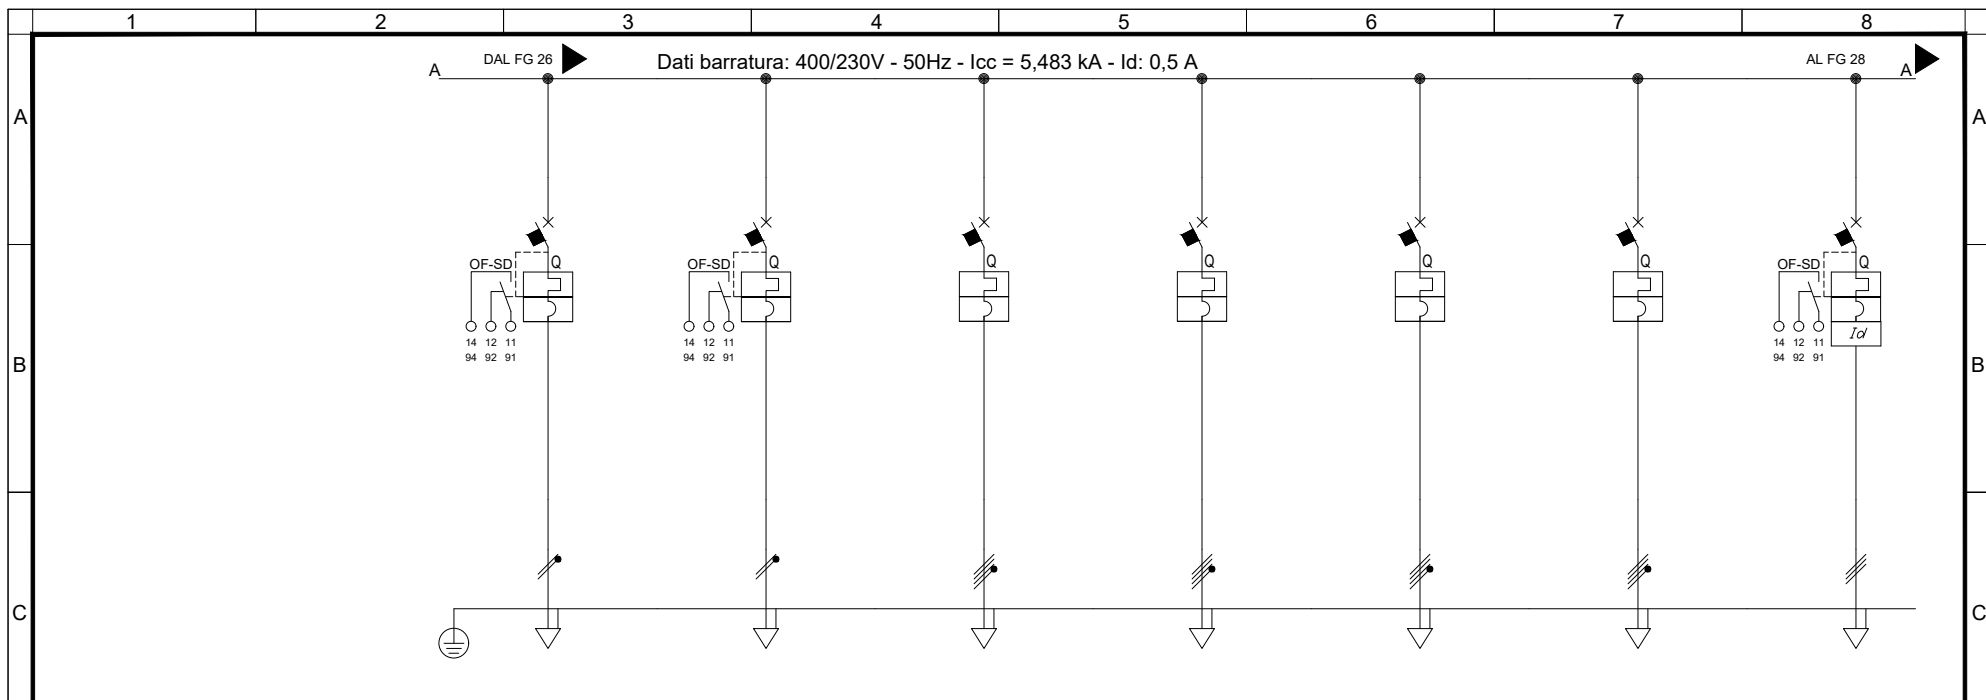 1 2 3 4 5 6 7 8
DAL FG 26 Dati barratura: 400/230V - 50Hz - Icc = 5,483 kA - Id: 0,5 A AL FG 28
A A
A A
Q Q Q Q Q Q Q
OF-SD OF-SD OF-SD
Id
14 12 11 14 12 11 14 12 11
94 92 91 94 92 91 94 92 91
B B
C C